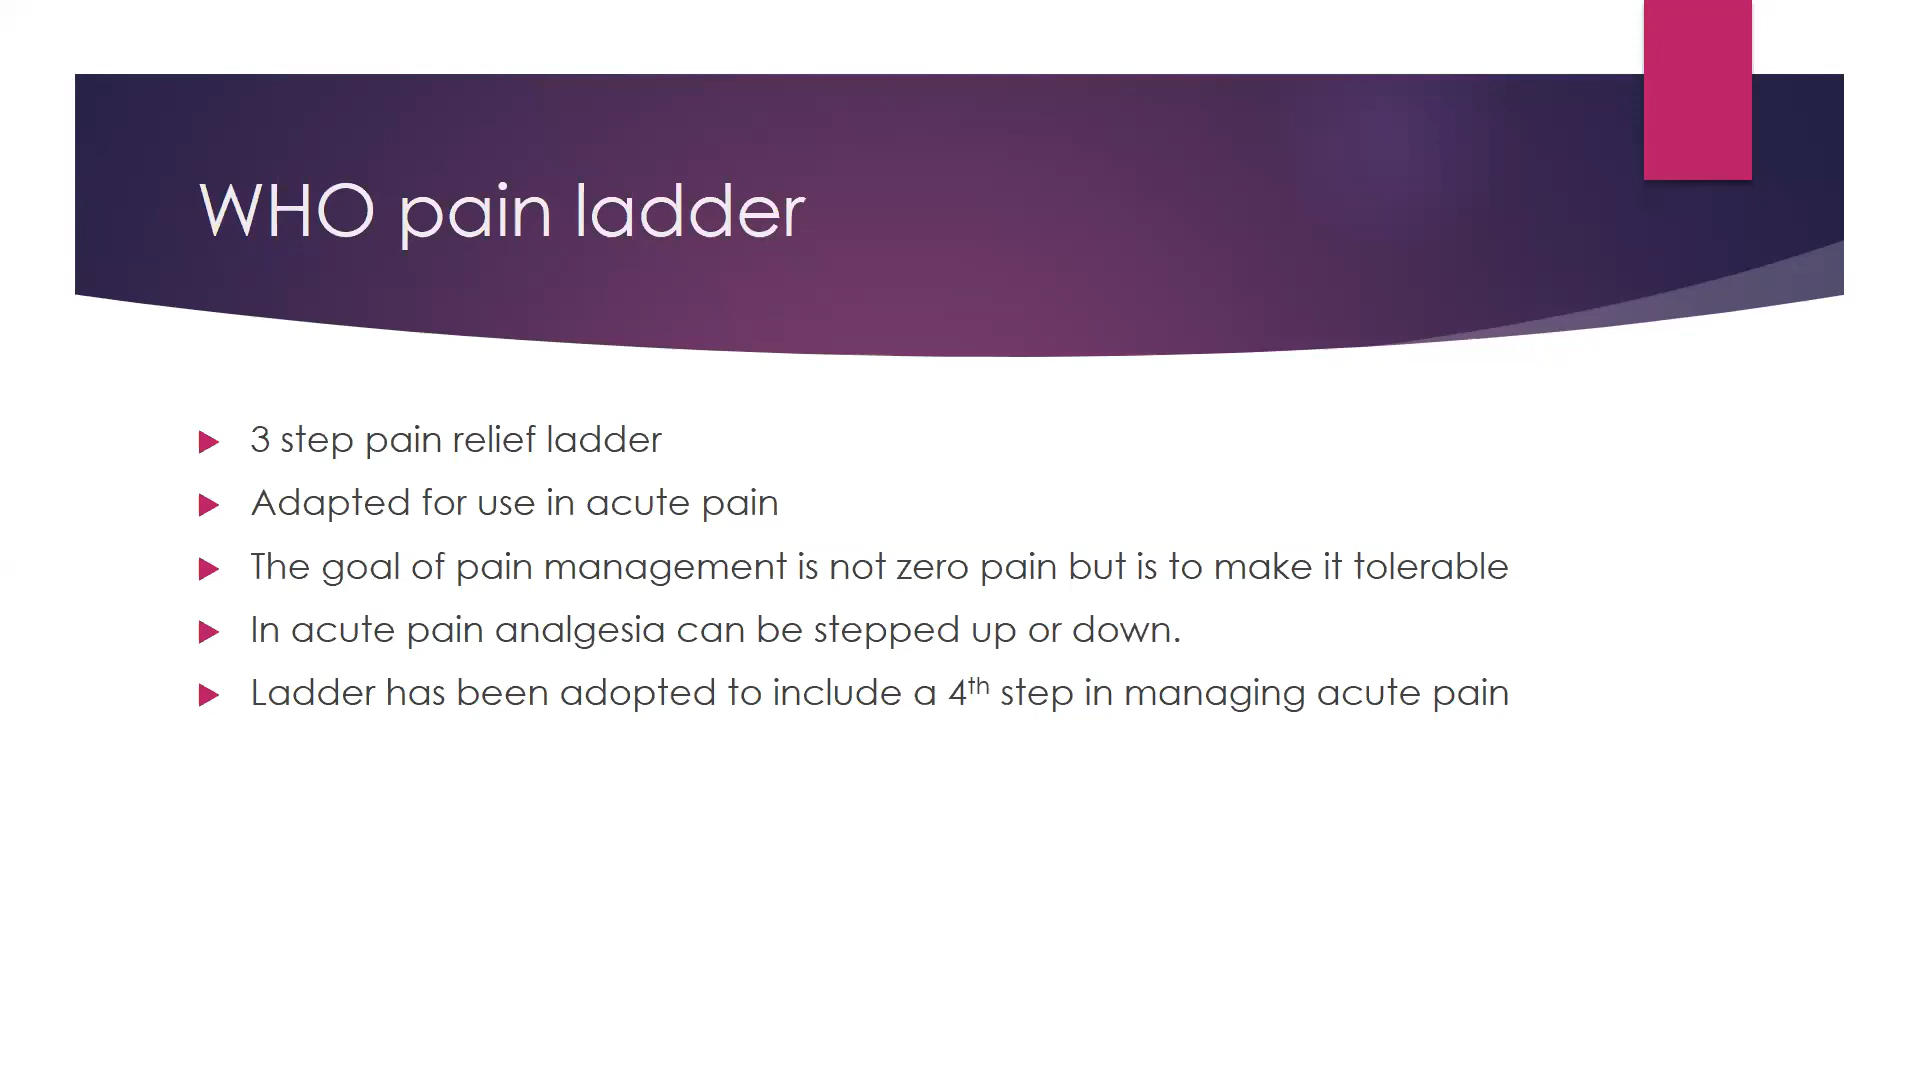 WHO pain ladder
3 step pain relief ladder
Adapted for use in acute pain
The goal of pain management is not zero pain but is to make it tolerable
In acute pain analgesia can be stepped up or down.
Ladder has been adopted to include a 4th step in managing acute pain